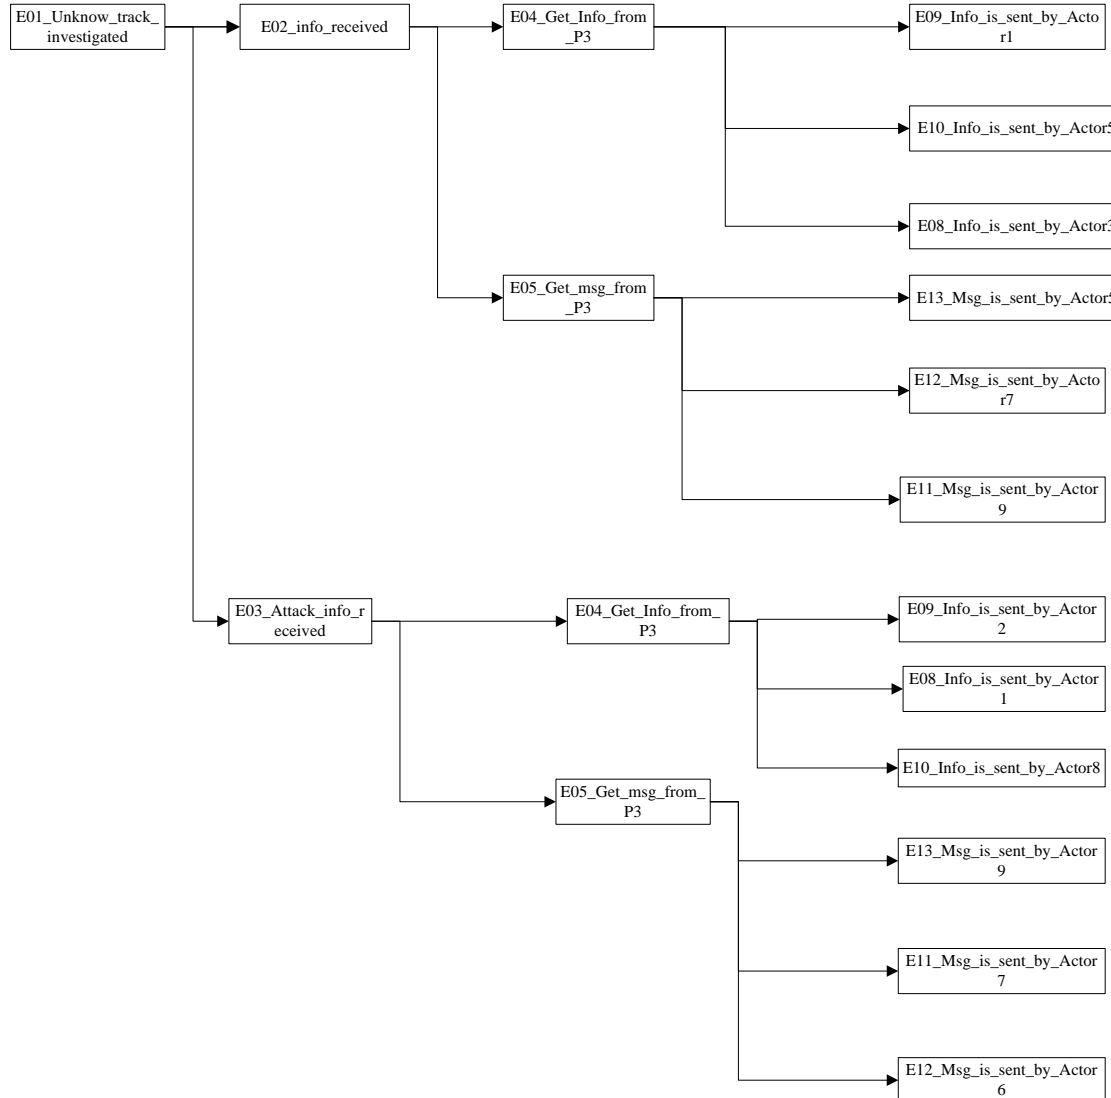 E01_Unknow_track_
investigated
E02_info_received
E04_Get_Info_from
_P3
E09_Info_is_sent_by_Acto
r1
E10_Info_is_sent_by_Actor5
E08_Info_is_sent_by_Actor3
E05_Get_msg_from
_P3
E13_Msg_is_sent_by_Actor5
E12_Msg_is_sent_by_Acto
r7
E11_Msg_is_sent_by_Actor
9
E03_Attack_info_r
eceived
E04_Get_Info_from_
P3
E09_Info_is_sent_by_Actor
2
E08_Info_is_sent_by_Actor
1
E10_Info_is_sent_by_Actor8
E05_Get_msg_from_
P3
E13_Msg_is_sent_by_Actor
9
E11_Msg_is_sent_by_Actor
7
E12_Msg_is_sent_by_Actor
6